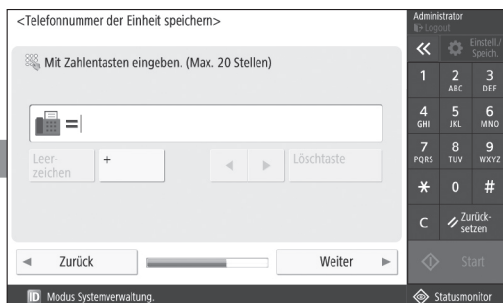 <Telefonnummer der Einheit speichern>
Mit Zahlentasten eingeben. (Max. 20 Stellen)
=
Leer-
zeichen
+
◄
►
Löschtaste
◄ Zurück
Weiter ►
ID Modus Systemverwaltung.
Administrator
Logout
Einstell./
Speich.
1
2
3
ABC
DEF
4
5
6
GHI
JKL
MNO
7
8
9
PQRS
TUV
WXYZ
*
0
#
C
Zurück-
setzen
Start
Statusmonitor